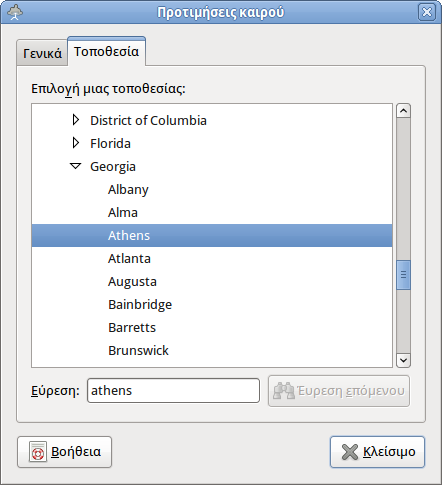 Προτιμήσεις καιρού
Γενικά
Τοποθεσία
Επιλογή μιας τοποθεσίας:
District of Columbia
Florida
Georgia
Albany
Alma
Athens
Atlanta
Augusta
Bainbridge
Barretts
Brunswick
Εύρεση: athens
Έυρεση επόμενου
Βοήθεια
Κλείσιμο